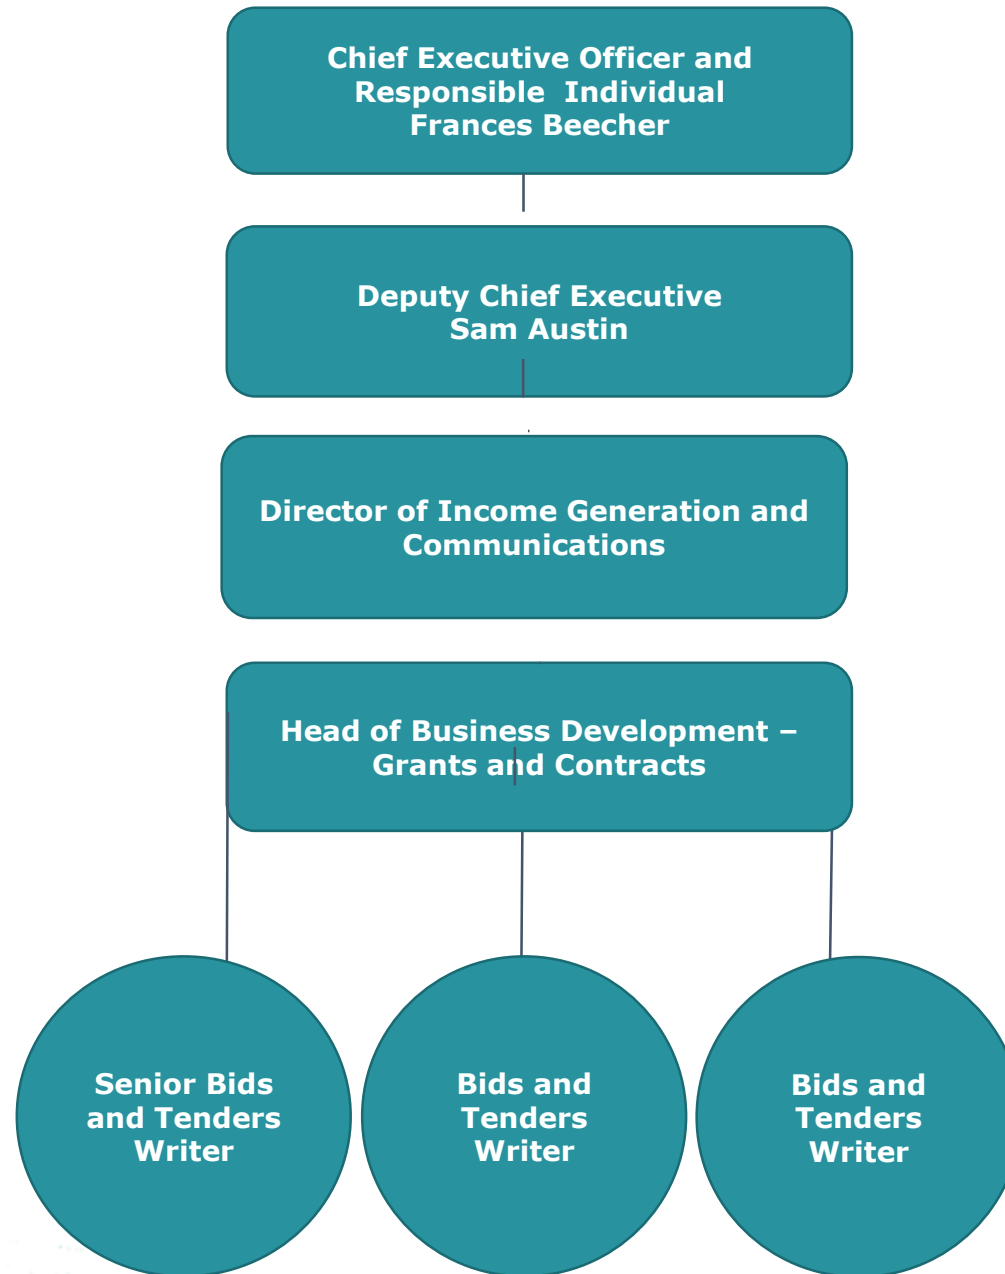 Chief Executive Officer and
Responsible  Individual
Frances Beecher
Deputy Chief Executive
Sam Austin
Director of Income Generation and
Communications
Head of Business Development –
Grants and Contracts
Senior Bids
and Tenders
Writer
Bids and
Tenders
Writer
Bids and
Tenders
Writer